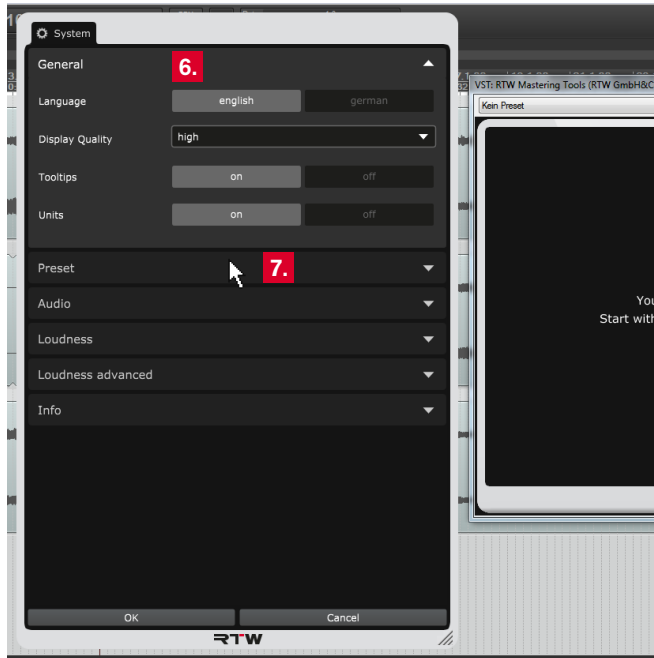 System
General
6.
Language
english
german
Display Quality
high
Tooltips
on
off
Units
on
off
Preset
7.
Audio
Loudness
Loudness advanced
Info
OK
Cancel
RTW
VST: RTW Mastering Tools (RTW GmbH&C
Kein Preset
You
Start with